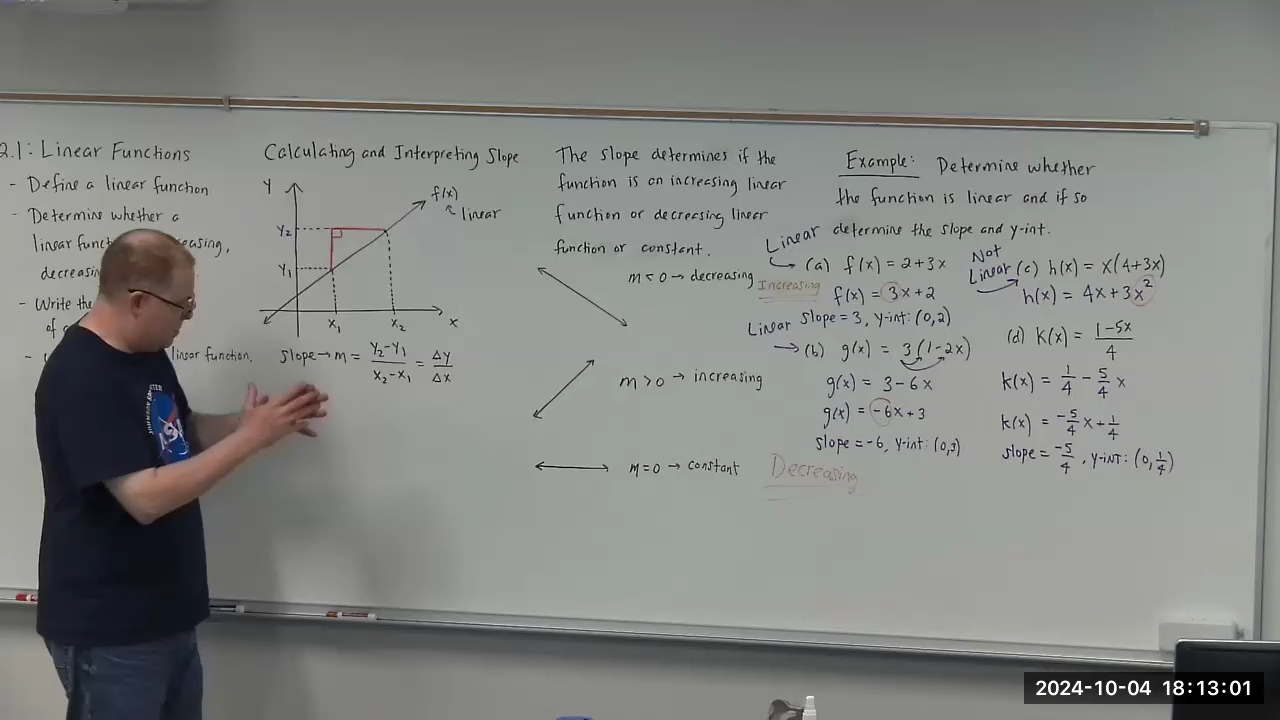 2.1: Linear Functions
- Define a linear function
- Determine whether a
linear funct easing,
decreasin
- Write the
of
linear function.
Calculating and Interpreting Slope
Y
f(x)
linear
Y₂
Y₁
X₁ X₂ X
Slope → m = Y₂-Y₁/X₂-X₁ = ΔY/ΔX
The slope determines if the
function is an increasing linear
function or decreasing linear
function or constant.
m < 0 → decreasing
m > 0 → increasing
m = 0 → constant
Example: Determine whether
the function is linear and if so
determine the slope and y-int.
Linear
(a) f(x) = 2+3x
Increasing
f(x) = 3x+2
Slope = 3, y-int: (0,2)
Linear
→ (b) g(x) = 3(1-2x)
g(x) = 3-6x
g(x) = -6x+3
slope = -6, y-int: (0,3)
Decreasing
Not
Linear (c) h(x) = x(4+3x)
h(x) = 4x+3x²
(d) K(x) = 1-5x/4
K(x) = 1/4 - 5/4 x
K(x) = -5/4 x + 1/4
slope = -5/4, y-int: (0, 1/4)
2024-10-04 18:13:01